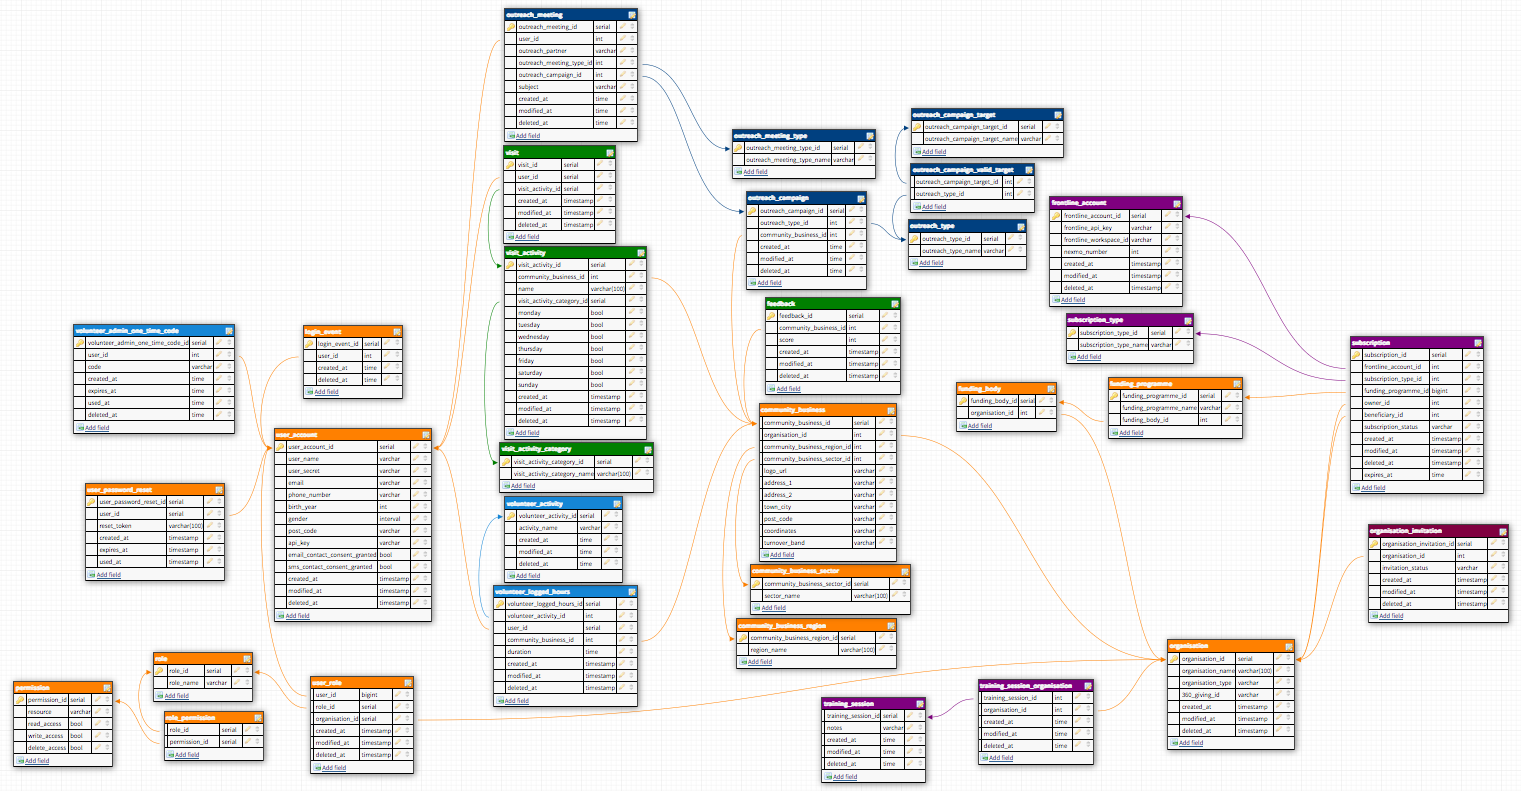 outreach_meeting
outreach_meeting_id serial
user_id int
outreach_partner varchar
outreach_meeting_type_id int
outreach_campaign_id int
subject varchar
created_at time
modified_at time
deleted_at time
Add field
visit
visit_id serial
user_id serial
visit_activity_id serial
created_at timestamp
modified_at timestamp
deleted_at timestamp
Add field
visit_activity
visit_activity_id serial
community_business_id int
name varchar(100)
visit_activity_category_id serial
monday bool
tuesday bool
wednesday bool
thursday bool
friday bool
saturday bool
sunday bool
created_at timestamp
modified_at timestamp
deleted_at timestamp
Add field
visit_activity_category
visit_activity_category_id serial
visit_activity_category_name varchar(100)
Add field
volunteer_activity
volunteer_activity_id serial
activity_name varchar
created_at time
modified_at time
deleted_at time
Add field
volunteer_logged_hours
volunteer_logged_hours_id serial
volunteer_activity_id int
user_id serial
community_business_id int
duration time
created_at timestamp
modified_at timestamp
deleted_at timestamp
Add field
volunteer_admin_one_time_code
volunteer_admin_one_time_code_id serial
user_id int
code varchar
created_at time
expires_at time
used_at time
deleted_at time
Add field
login_event
login_event_id serial
user_id int
created_at time
deleted_at time
Add field
user_account
user_account_id serial
user_name varchar
user_secret varchar
email varchar
phone_number varchar
birth_year int
gender interval
post_code varchar
api_key varchar
email_contact_consent_granted bool
sms_contact_consent_granted bool
created_at timestamp
modified_at timestamp
deleted_at timestamp
Add field
user_password_reset
user_password_reset_id serial
user_id serial
reset_token varchar(100)
created_at timestamp
expires_at timestamp
used_at timestamp
Add field
role
role_id serial
role_name varchar
Add field
permission
permission_id serial
resource varchar
read_access bool
write_access bool
delete_access bool
Add field
role_permission
role_id serial
permission_id serial
Add field
user_role
user_id bigint
role_id serial
organisation_id serial
created_at timestamp
modified_at timestamp
deleted_at timestamp
Add field
outreach_meeting_type
outreach_meeting_type_id serial
outreach_meeting_type_name varchar
Add field
outreach_campaign
outreach_campaign_id serial
outreach_type_id int
community_business_id int
created_at time
modified_at time
deleted_at time
Add field
outreach_campaign_target
outreach_campaign_target_id serial
outreach_campaign_target_name varchar
Add field
outreach_campaign_valid_target
outreach_campaign_target_id int
outreach_type_id int
Add field
outreach_type
outreach_type_id serial
outreach_type_name varchar
Add field
feedback
feedback_id serial
community_business_id int
score int
created_at timestamp
modified_at timestamp
deleted_at timestamp
Add field
community_business
community_business_id serial
organisation_id int
community_business_region_id int
community_business_sector_id int
logo_url varchar
address_1 varchar
address_2 varchar
town_city varchar
post_code varchar
coordinates varchar
turnover_band varchar
Add field
community_business_sector
community_business_sector_id serial
sector_name varchar(100)
Add field
community_business_region
community_business_region_id serial
region_name varchar(100)
Add field
frontline_account
frontline_account_id serial
frontline_api_key varchar
frontline_workspace_id varchar
nexmo_number int
created_at timestamp
modified_at timestamp
deleted_at timestamp
Add field
subscription_type
subscription_type_id serial
subscription_type_name varchar
Add field
funding_body
funding_body_id serial
organisation_id int
Add field
funding_programme
funding_programme_id serial
funding_programme_name varchar
funding_body_id int
Add field
subscription
subscription_id serial
frontline_account_id int
subscription_type_id int
funding_programme_id bigint
owner_id int
beneficiary_id int
subscription_status varchar
created_at timestamp
modified_at timestamp
deleted_at timestamp
expires_at time
Add field
organisation_invitation
organisation_invitation_id serial
organisation_id int
invitation_status varchar
created_at timestamp
modified_at timestamp
deleted_at timestamp
Add field
organisation
organisation_id serial
organisation_name varchar(100)
organisation_type varchar
360_giving_id varchar
created_at timestamp
modified_at timestamp
deleted_at timestamp
Add field
training_session_organisation
training_session_id int
organisation_id int
created_at time
modified_at time
deleted_at time
Add field
training_session
training_session_id serial
notes varchar
created_at time
modified_at time
deleted_at time
Add field